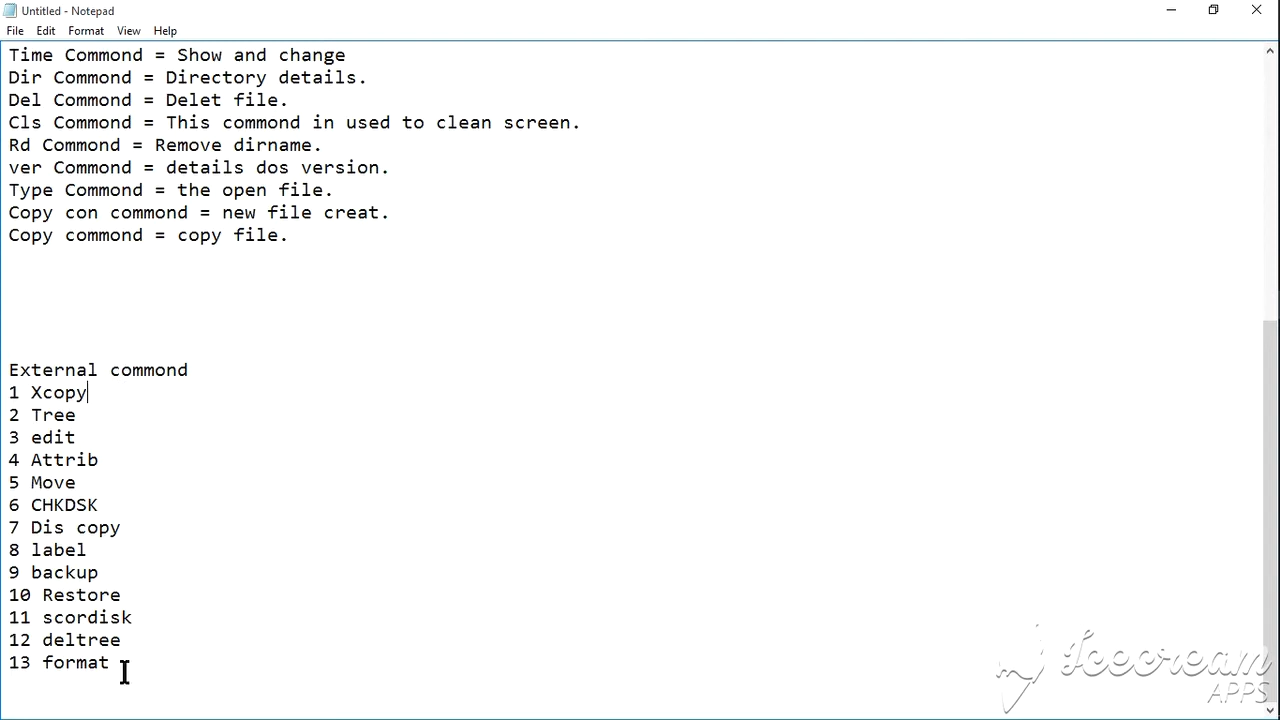 Untitled - Notepad
File Edit Format View Help
Time Commond = Show and change
Dir Commond = Directory details.
Del Commond = Delet file.
Cls Commond = This commond in used to clean screen.
Rd Commond = Remove dirname.
ver Commond = details dos version.
Type Commond = the open file.
Copy con commond = new file creat.
Copy commond = copy file.
External commond
1 Xcopy
2 Tree
3 edit
4 Attrib
5 Move
6 CHKDSK
7 Dis copy
8 label
9 backup
10 Restore
11 scordisk
12 deltree
13 format
Icecream
APPS